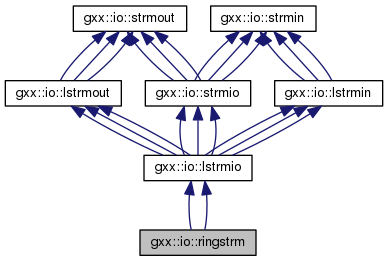 gxx::io::strmout
gxx::io::strmin
gxx::io::lstrmout
gxx::io::strmio
gxx::io::lstrmin
gxx::io::lstrmio
gxx::io::ringstrm